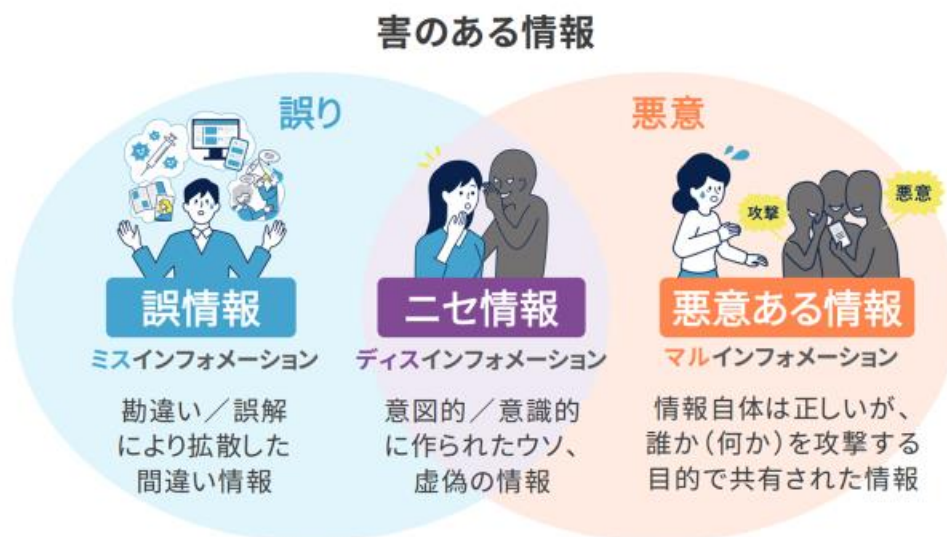 害のある情報
誤り
悪意
攻撃
悪意
誤情報
ミスインフォメーション
勘違い／誤解
により拡散した
間違い情報
ニセ情報
ディスインフォメーション
意図的／意識的
に作られたウソ、
虚偽の情報
悪意ある情報
マルインフォメーション
情報自体は正しいが、
誰か（何か）を攻撃する
目的で共有された情報